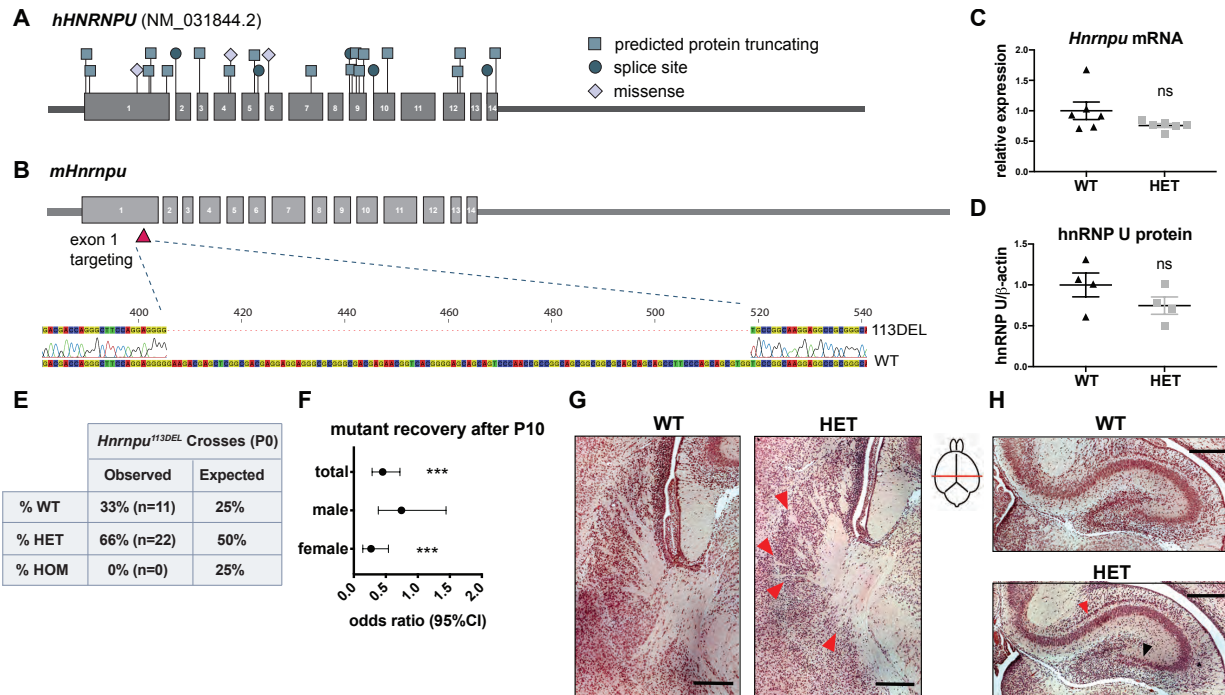 A hHNRNPU (NM_031844.2)
predicted protein truncating
splice site
missense
1 2 3 4 5 6 7 8 9 10 11 12 13 14
B mHnrnpu
1 2 3 4 5 6 7 8 9 10 11 12 13 14
exon 1
targeting
400 420 440 460 480 500 520 540
GACGACCAGGGCTTCCAGGAGGGG TGCCGGCAAGGAGGCCGCGGGCA 113DEL
WT
C
Hnrnpu mRNA
relative expression
2.0
1.5
1.0
0.5
0.0
ns
WT HET
D
hnRNP U protein
hnRNP U/β-actin
1.5
1.0
0.5
0.0
ns
WT HET
E
Hnrnpu113DEL Crosses (P0)
Observed Expected
% WT 33% (n=11) 25%
% HET 66% (n=22) 50%
% HOM 0% (n=0) 25%
F
mutant recovery after P10
total ***
male
female ***
0.0 0.5 1.0 1.5 2.0
odds ratio (95%CI)
G
WT HET
H
WT
HET